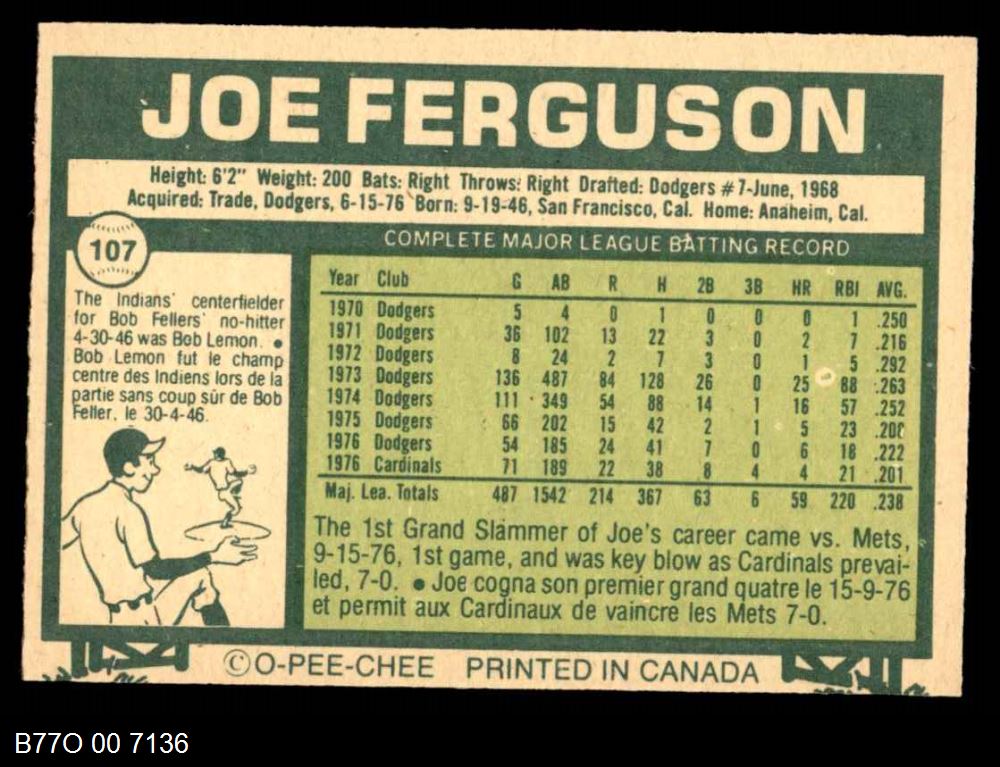 JOE FERGUSON
Height: 6'2" Weight: 200 Bats: Right Throws: Right Drafted: Dodgers #7-June, 1968
Acquired: Trade, Dodgers, 6-15-76 Born: 9-19-46, San Francisco, Cal. Home: Anaheim, Cal.
107
COMPLETE MAJOR LEAGUE BATTING RECORD
The Indians' centerfielder
for Bob Fellers' no-hitter
4-30-46 was Bob Lemon. ●
Bob Lemon fut le champ
centre des Indiens lors de la
partie sans coup sûr de Bob
Feller, le 30-4-46.
Year Club G AB R H 2B 3B HR RBI AVG.
1970 Dodgers 5 4 0 1 0 0 0 1 .250
1971 Dodgers 36 102 13 22 3 0 2 7 .216
1972 Dodgers 8 24 2 7 3 0 1 5 .292
1973 Dodgers 136 487 84 128 26 0 25 88 .263
1974 Dodgers 111 349 54 88 14 1 16 57 .252
1975 Dodgers 66 202 15 42 2 1 5 23
1976 Dodgers 54 185 24 41 7 0 6 18 .222
1976 Cardinals 71 189 22 38 8 4 4 21 .201
Maj. Lea. Totals 487 1542 214 367 63 6 59 220 .238
The 1st Grand Slammer of Joe's career came vs. Mets,
9-15-76, 1st game, and was key blow as Cardinals prevai-
led, 7-0. ● Joe cogna son premier grand quatre le 15-9-76
et permit aux Cardinaux de vaincre les Mets 7-0.
© O-PEE-CHEE PRINTED IN CANADA
B77O 00 7136